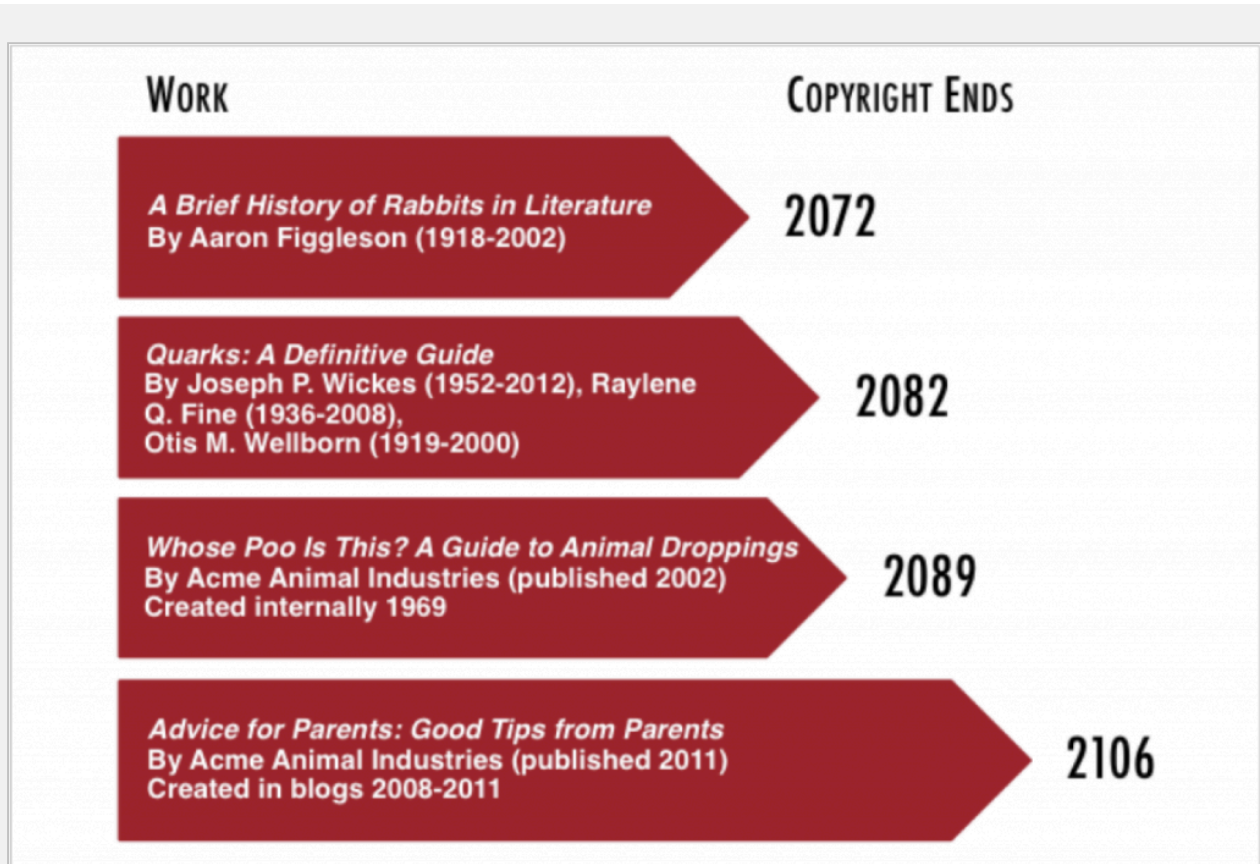 WORK
COPYRIGHT ENDS
A Brief History of Rabbits in Literature
By Aaron Figgleson (1918-2002)
2072
Quarks: A Definitive Guide
By Joseph P. Wickes (1952-2012), Raylene
Q. Fine (1936-2008),
Otis M. Wellborn (1919-2000)
2082
Whose Poo Is This? A Guide to Animal Droppings
By Acme Animal Industries (published 2002)
Created internally 1969
2089
Advice for Parents: Good Tips from Parents
By Acme Animal Industries (published 2011)
Created in blogs 2008-2011
2106